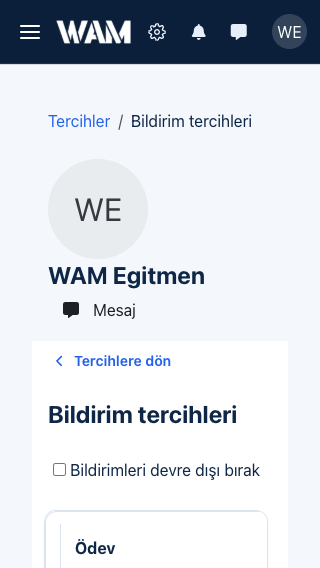 WAM
WE
Tercihler / Bildirim tercihleri
WE
WAM Egitmen
Mesaj
Tercihlere dön
Bildirim tercihleri
Bildirimleri devre dışı bırak
Ödev